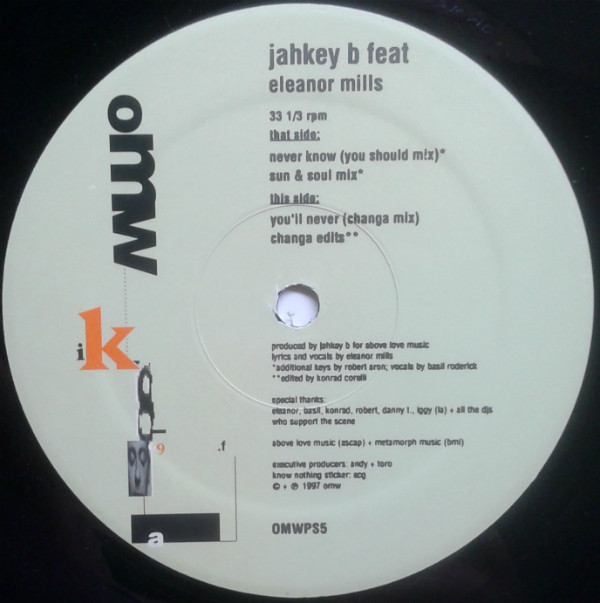 jahkey b feat
eleanor mills
33 1/3 rpm
that side:
never know (you should m!x)*
sun & soul mix*
this side:
you'll never (changa mix)
changa edits**
omw
ik
9
.f
a
produced by jahkey b for above love music
lyrics and vocals by eleanor mills
*additional keys by robert aron; vocals by basil roderick
**edited by konrad corelli
special thanks:
eleanor, basil, konrad, robert, danny l., iggy (la) + all the djs
who support the scene
above love music (ascap) + metamorph music (bmi)
executive producers: andy + toro
know nothing sticker: ecg
© + ℗ 1997 omw
OMWPS5